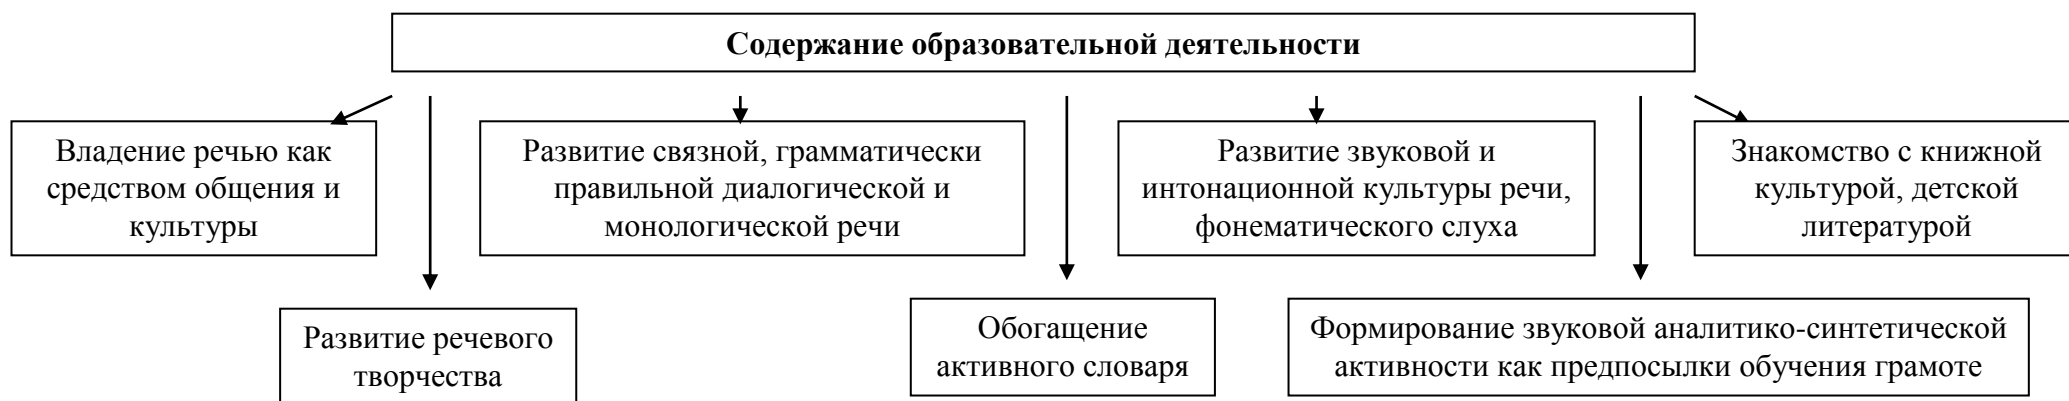 Содержание образовательной деятельности
Владение речью как
средством общения и
культуры
Развитие связной, грамматически
правильной диалогической и
монологической речи
Развитие звуковой и
интонационной культуры речи,
фонематического слуха
Знакомство с книжной
культурой, детской
литературой
Развитие речевого
творчества
Обогащение
активного словаря
Формирование звуковой аналитико-синтетической
активности как предпосылки обучения грамоте